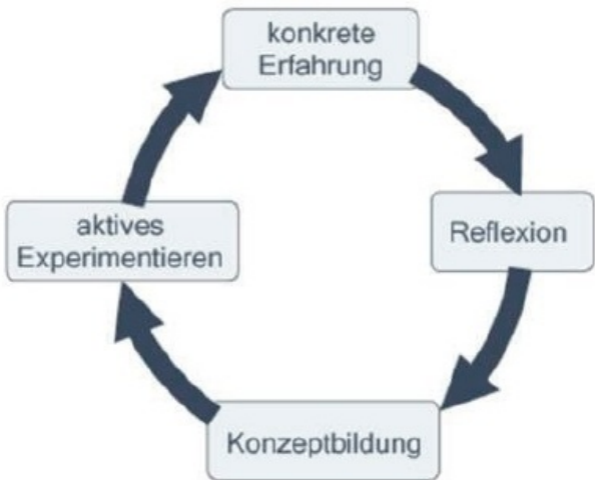 konkrete
Erfahrung
Reflexion
Konzeptbildung
aktives
Experimentieren